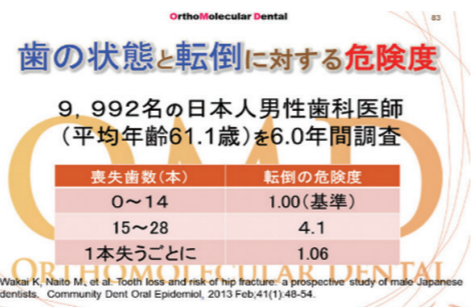 OrthoMolecular Dental
83
歯の状態と転倒に対する危険度
9,992名の日本人男性歯科医師
(平均年齢61.1歳)を6.0年間調査
喪失歯数(本) 転倒の危険度
0～14 1.00(基準)
15～28 4.1
1本失うごとに 1.06
OMD
ORTHOMOLECULAR DENTAL
Wakai K, Naito M, et al. Tooth loss and risk of hip fracture: a prospective study of male Japanese
dentists. Community Dent Oral Epidemiol, 2013 Feb;41(1):48-54.